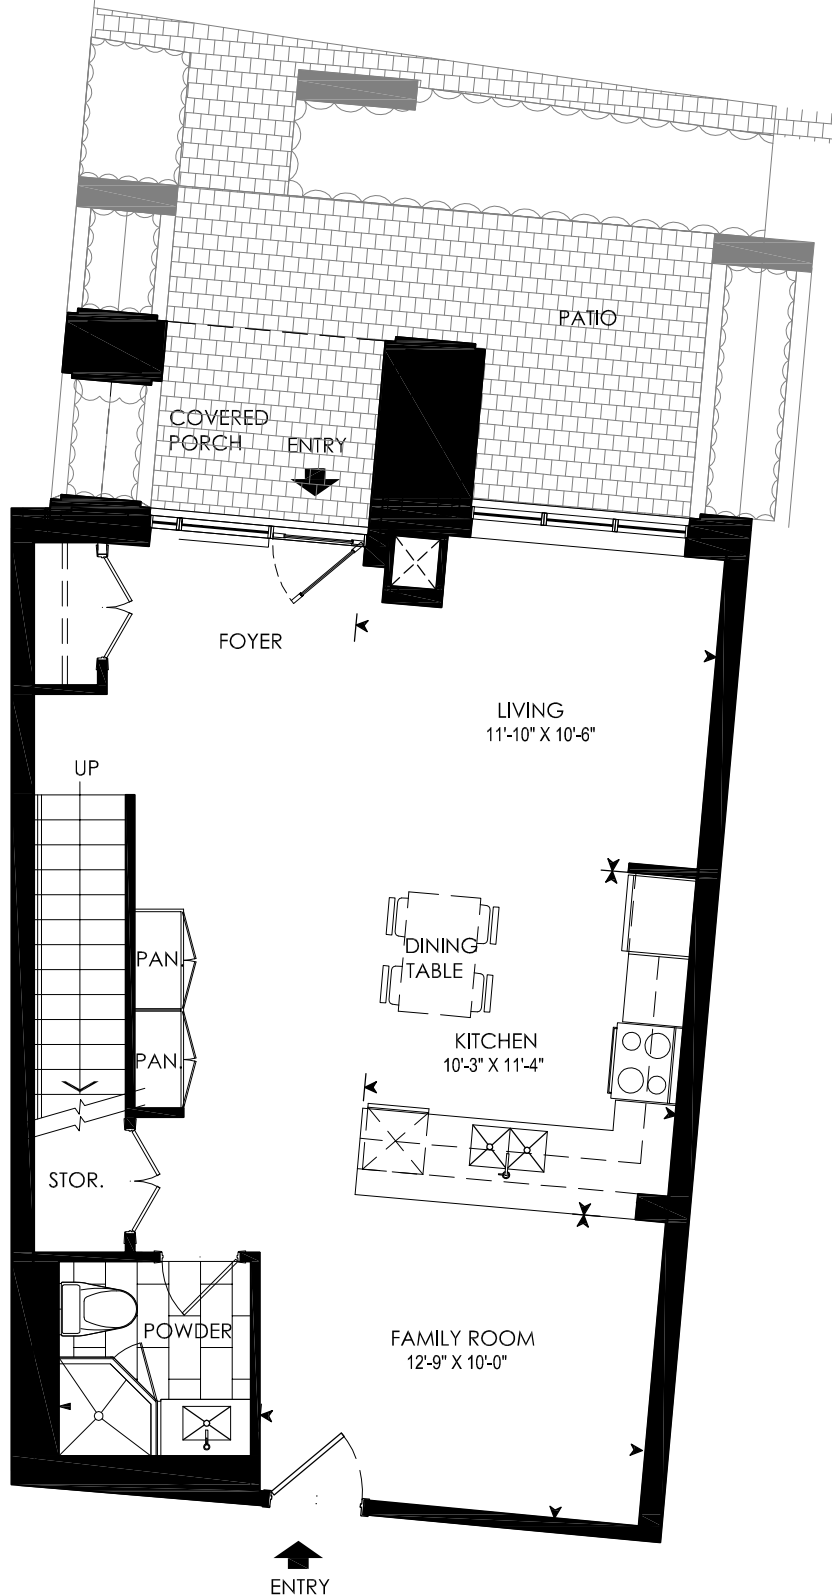 PATIO
COVERED
PORCH
ENTRY
FOYER
LIVING
11'-10" X 10'-6"
UP
DINING
TABLE
PAN.
KITCHEN
10'-3" X 11'-4"
PAN.
STOR.
POWDER
FAMILY ROOM
12'-9" X 10'-0"
ENTRY